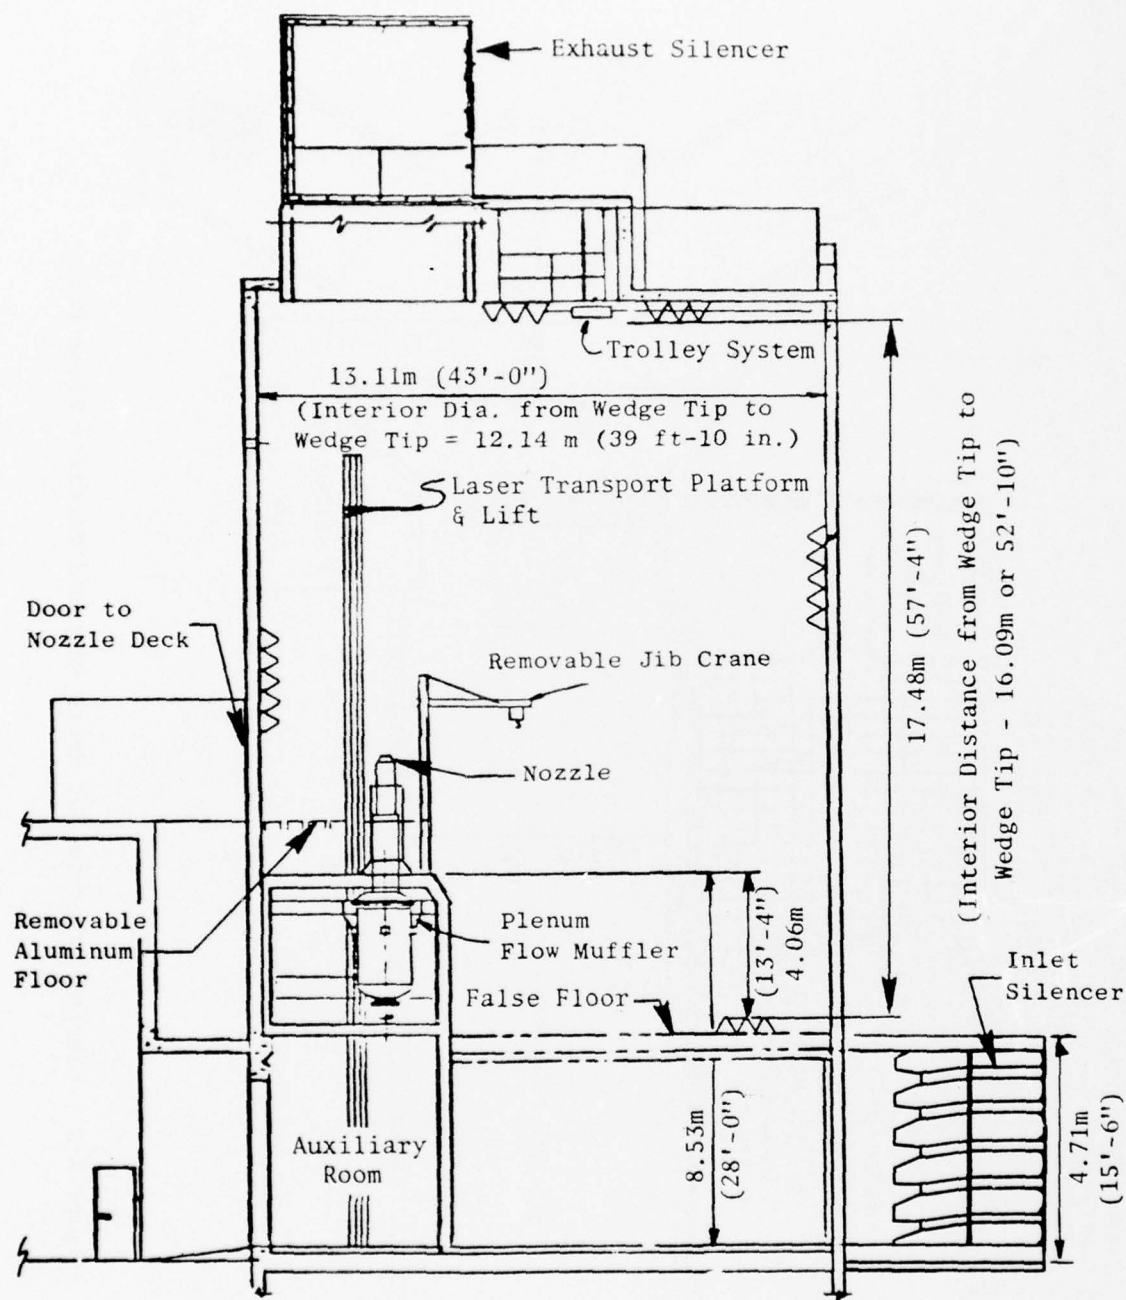 Exhaust Silencer
Trolley System
13.11m (43'-0")
(Interior Dia. from Wedge Tip to
Wedge Tip = 12.14 m (39 ft-10 in.)
Laser Transport Platform
& Lift
17.48m (57'-4")
(Interior Distance from Wedge Tip to
Wedge Tip - 16.09m or 52'-10")
Door to
Nozzle Deck
Removable Jib Crane
Nozzle
Removable
Aluminum
Floor
Plenum
Flow Muffler
(13'-4")
4.06m
False Floor
Inlet
Silencer
Auxiliary
Room
8.53m
(28'-0")
4.71m
(15'-6")